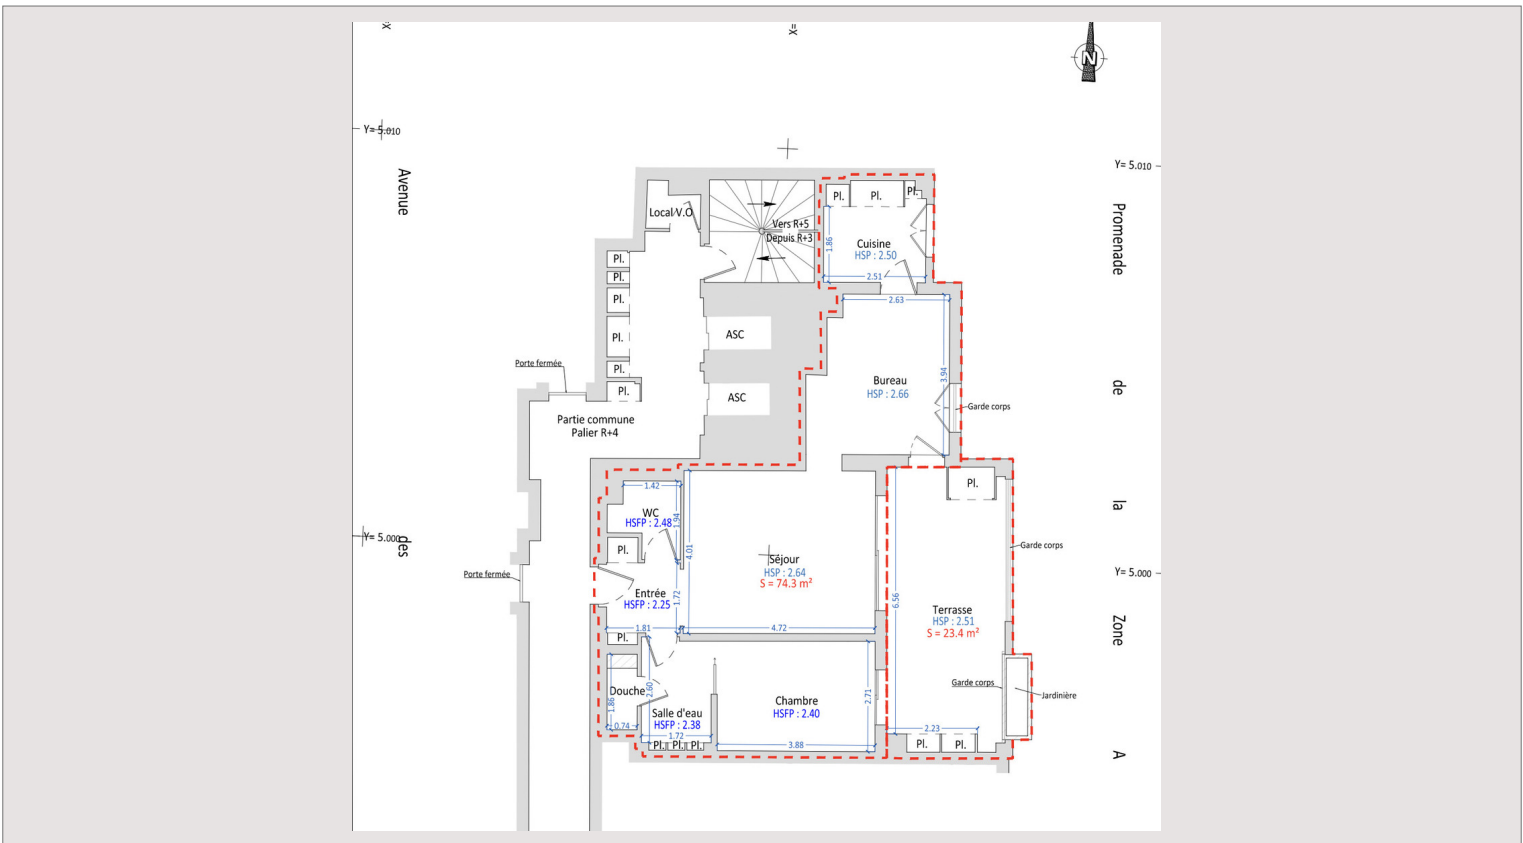 X=
X=
N
Y= 5.010
Y= 5.010
Avenue
des
Promenade
de
la
Zone
A
Local V.O
Vers R+5
Depuis R+3
Pl.
Pl.
Pl.
Cuisine
HSP : 2.50
1.86
2.51
Pl.
Pl.
Pl.
Pl.
Pl.
Pl.
ASC
ASC
2.63
3.94
Bureau
HSP : 2.66
Garde corps
Porte fermée
Partie commune
Palier R+4
1.42
WC
HSFP : 2.48
1.94
4.01
Pl.
Pl.
Y= 5.000
Y= 5.000
Porte fermée
Garde corps
Séjour
HSP : 2.64
S = 74.3 m²
Entrée
HSFP : 2.25
1.72
1.81
4.72
6.56
Terrasse
HSP : 2.51
S = 23.4 m²
Pl.
Douche
1.86
0.74
2.60
Salle d'eau
HSFP : 2.38
1.72
Pl.
Pl.
Pl.
Chambre
HSFP : 2.40
2.71
3.88
Garde corps
Jardinière
2.23
Pl.
Pl.